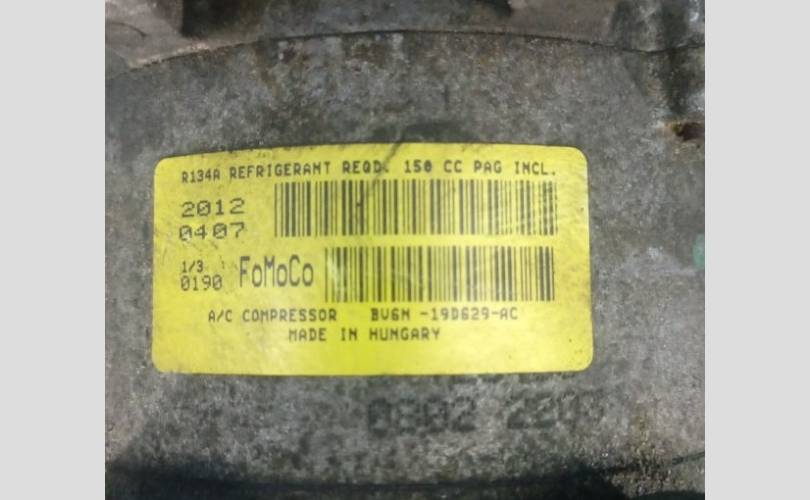 R134A REFRIGERANT REQD. 150 CC PAG INCL.
2012
0407
1/3
0190 FoMoCo
A/C COMPRESSOR BV6N -19D629-AC
MADE IN HUNGARY
0802